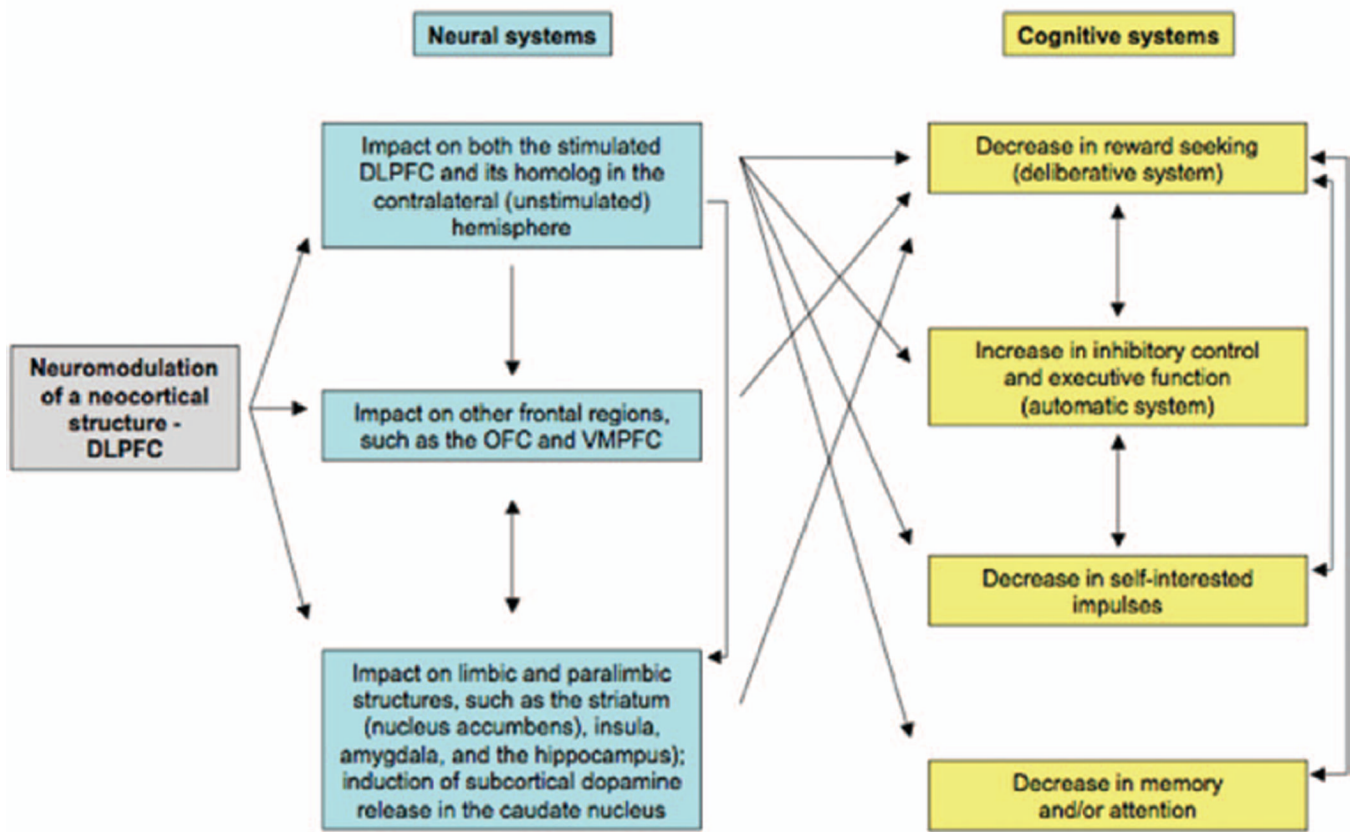 Neural systems
Cognitive systems
Impact on both the stimulated
DLPFC and its homolog in the
contralateral (unstimulated)
hemisphere
Decrease in reward seeking
(deliberative system)
Neuromodulation
of a neocortical
structure -
DLPFC
Impact on other frontal regions,
such as the OFC and VMPFC
Increase in inhibitory control
and executive function
(automatic system)
Decrease in self-interested
impulses
Impact on limbic and paralimbic
structures, such as the striatum
(nucleus accumbens), insula,
amygdala, and the hippocampus);
induction of subcortical dopamine
release in the caudate nucleus
Decrease in memory
and/or attention